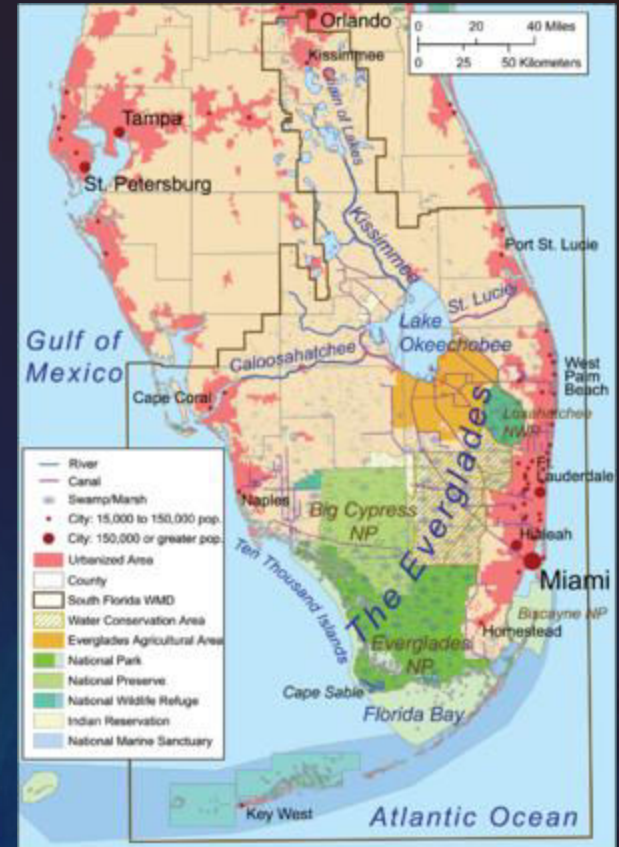 Orlando
0 20 40 Miles
0 25 50 Kilometers
Kissimmee
Chain of Lakes
Tampa
St. Petersburg
Kissimmee
Port St. Lucie
St. Lucie
Lake
Okeechobee
Gulf of
Mexico
Caloosahatchee
West
Palm
Beach
Cape Coral
Loxahatchee
NWR
The Everglades
Lauderdale
Naples
Big Cypress
NP
Hialeah
Miami
Ten Thousand Islands
Biscayne NP
Homestead
Everglades
NP
Cape Sable
Florida Bay
Key West
Atlantic Ocean
River
Canal
Swamp/Marsh
City: 15,000 to 150,000 pop.
City: 150,000 or greater pop.
Urbanized Area
County
South Florida WMD
Water Conservation Area
Everglades Agricultural Area
National Park
National Preserve
National Wildlife Refuge
Indian Reservation
National Marine Sanctuary